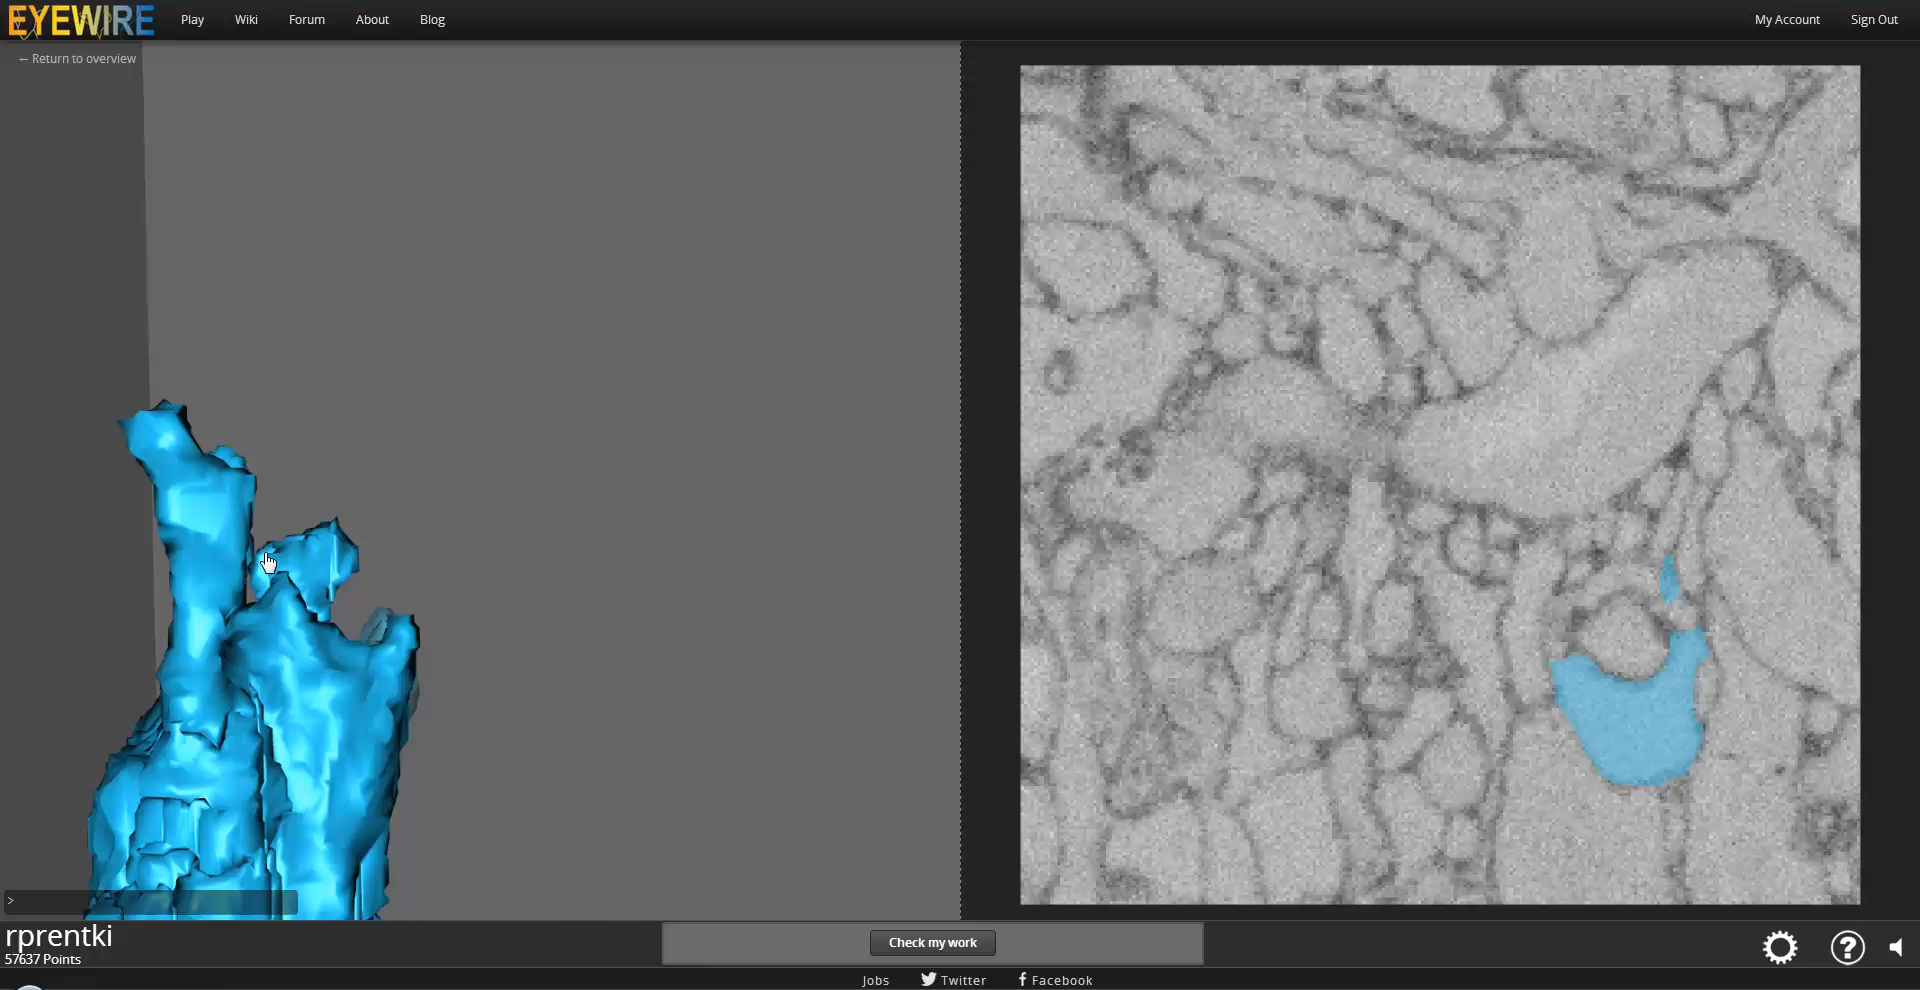 EYEWIRE Play Wiki Forum About Blog My Account Sign Out
← Return to overview
>
rprentki
57637 Points
Check my work
?
Jobs Twitter Facebook